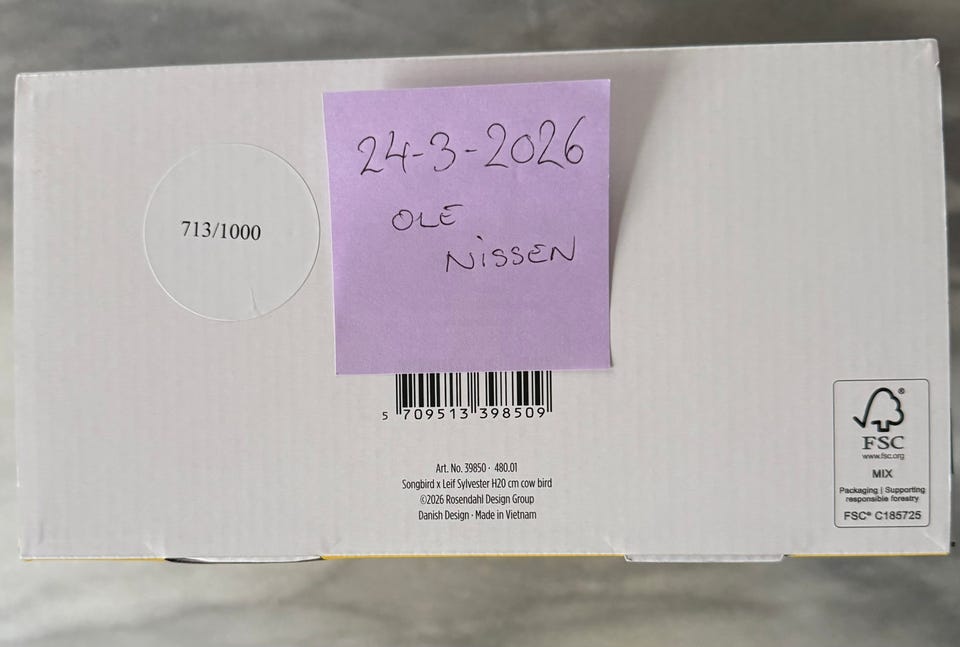 24-3-2026
OLE
NISSEN
713/1000
5 709513 398509
Art. No. 39850 · 480.01
Songbird x Leif Sylvester H20 cm cow bird
©2026 Rosendahl Design Group
Danish Design · Made in Vietnam
®
FSC
www.fsc.org
MIX
Packaging | Supporting
responsible forestry
FSC® C185725